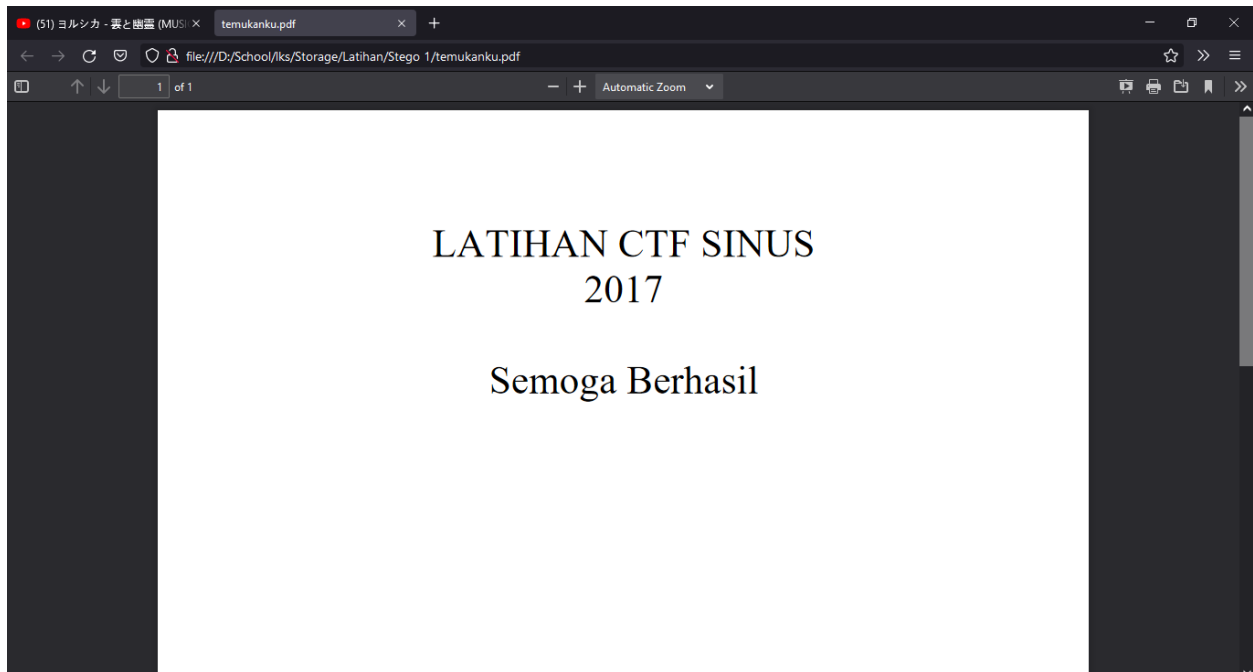 (51) ヨルシカ - 雲と幽霊 (MUSI
temukanku.pdf
file:///D:/School/lks/Storage/Latihan/Stego 1/temukanku.pdf
1 of 1
Automatic Zoom
LATIHAN CTF SINUS
2017
Semoga Berhasil